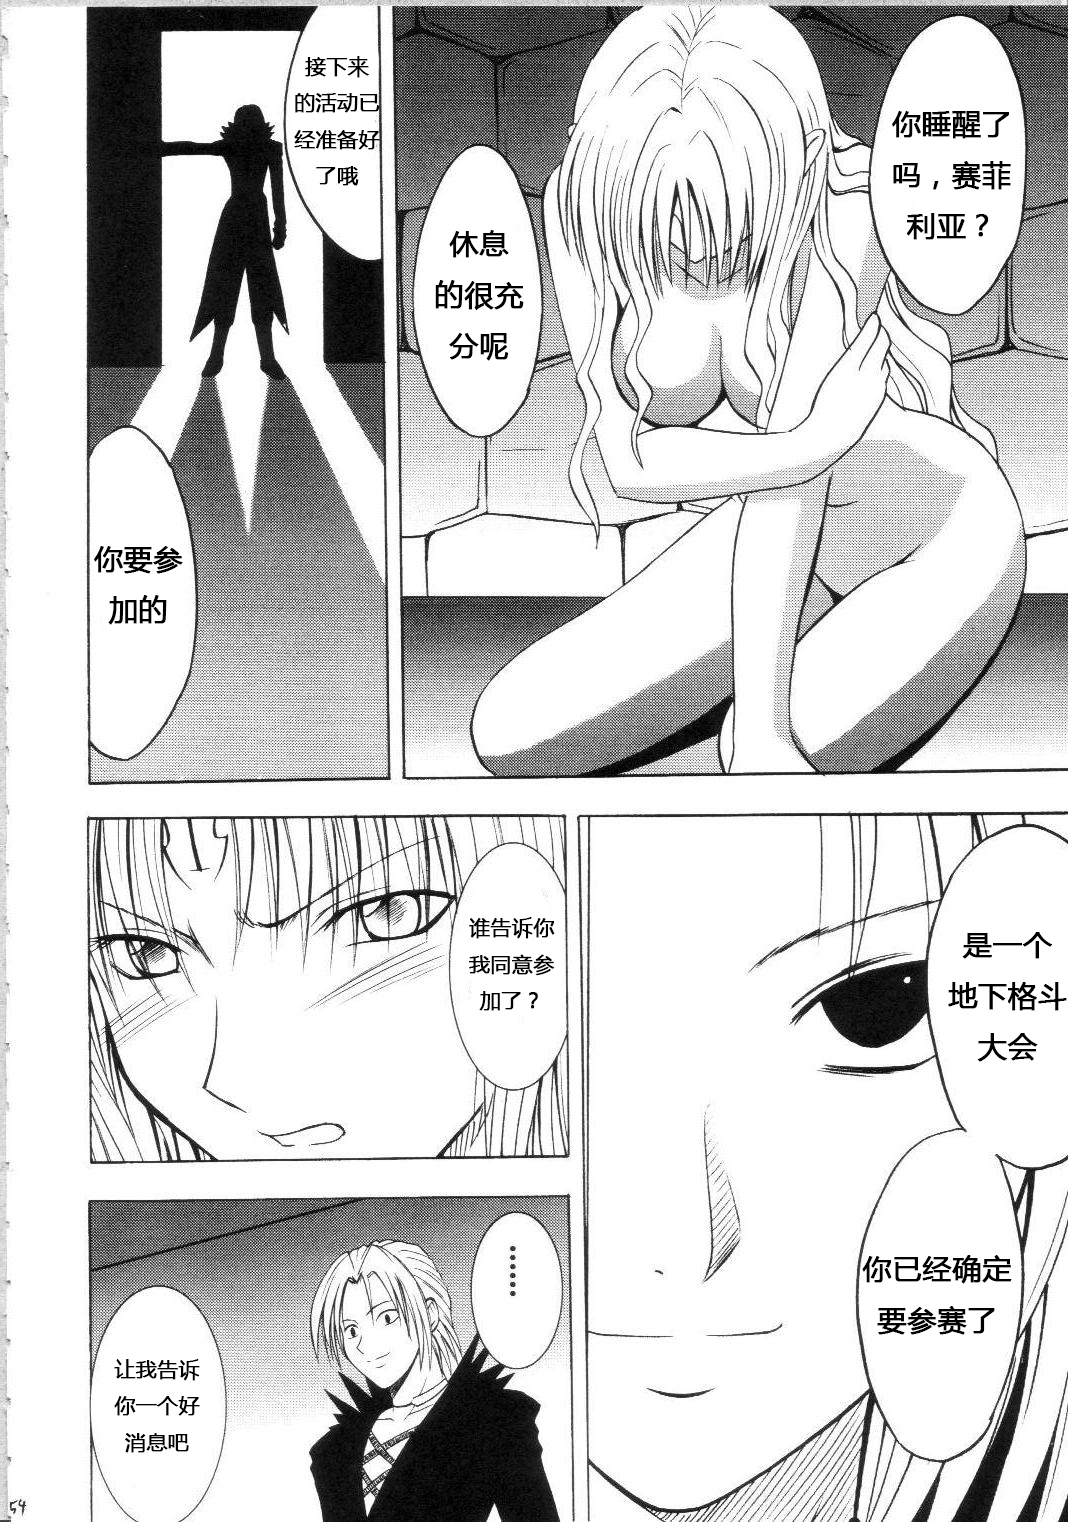 你睡醒了
吗，赛菲
利亚？
休息
的很充
分呢
接下来
的活动已
经准备好
了哦
你要参
加的
是一个
地下格斗
大会
你已经确定
要参赛了
谁告诉你
我同意参
加了？
……
让我告诉
你一个好
消息吧
54